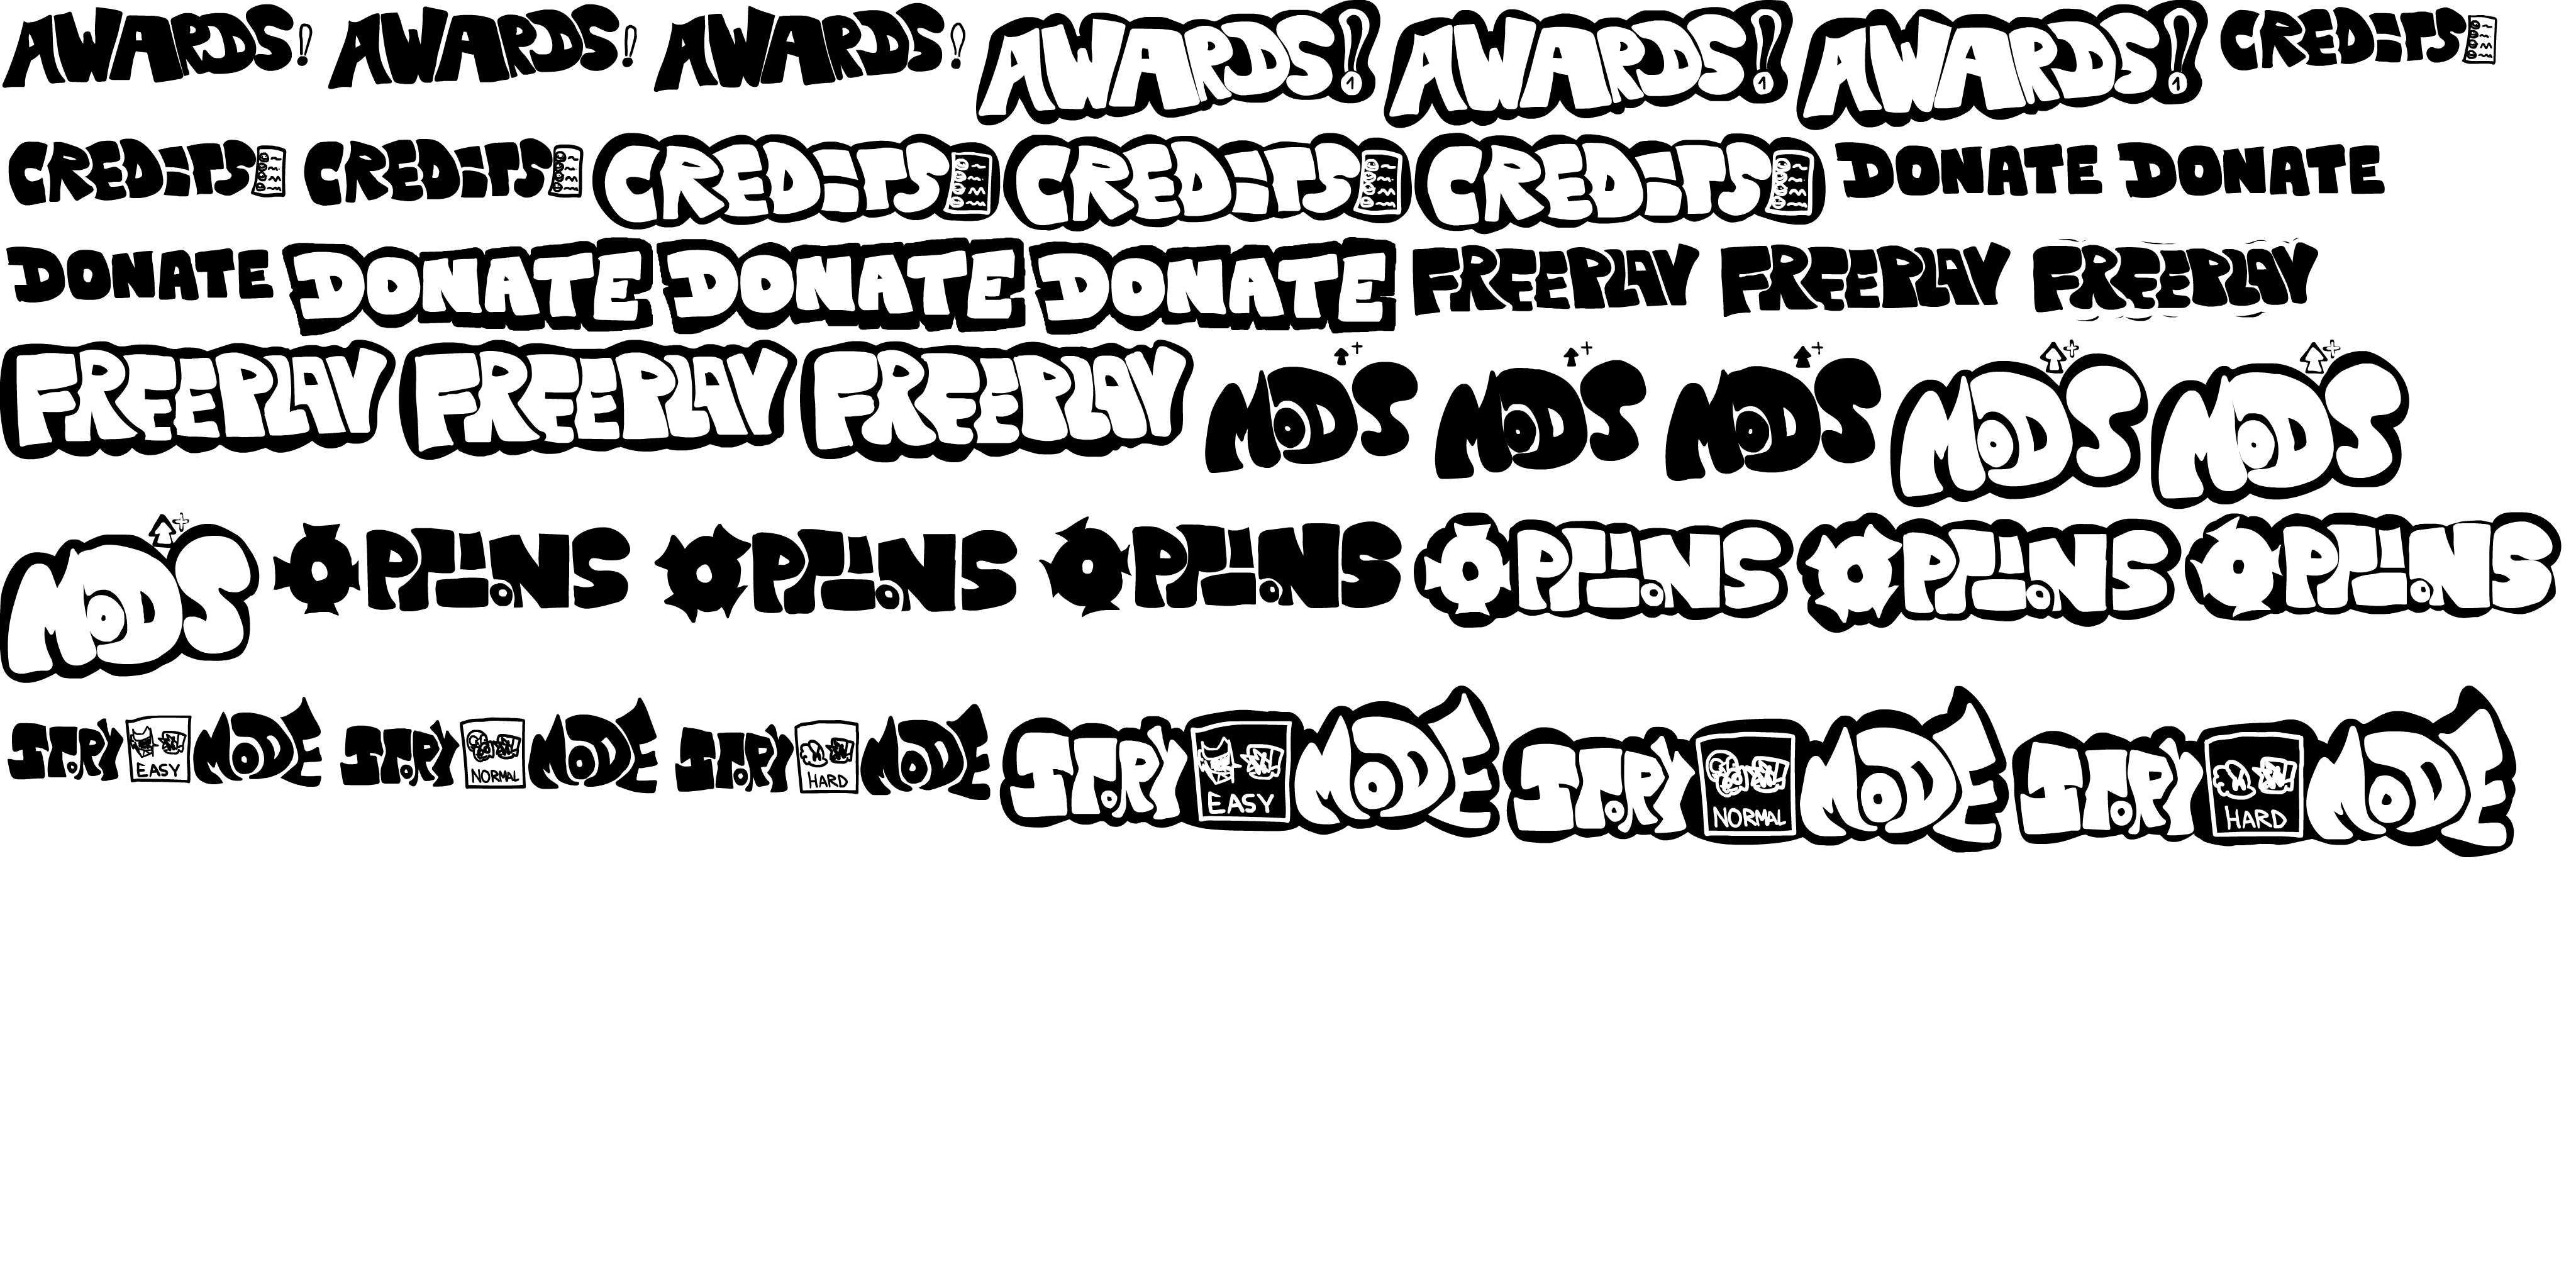 AWARDS! AWARDS! AWARDS! AWARDS! AWARDS! AWARDS! CREDITS
CREDITS CREDITS CREDITS CREDITS CREDITS DONATE DONATE
DONATE DONATE DONATE DONATE FREEPLAY FREEPLAY FREEPLAY
FREEPLAY FREEPLAY FREEPLAY MODS MODS MODS MODS MODS
MODS OPTIONS OPTIONS OPTIONS OPTIONS OPTIONS OPTIONS
STORY EASY MODE STORY NORMAL MODE STORY HARD MODE STORY EASY MODE STORY NORMAL MODE STORY HARD MODE